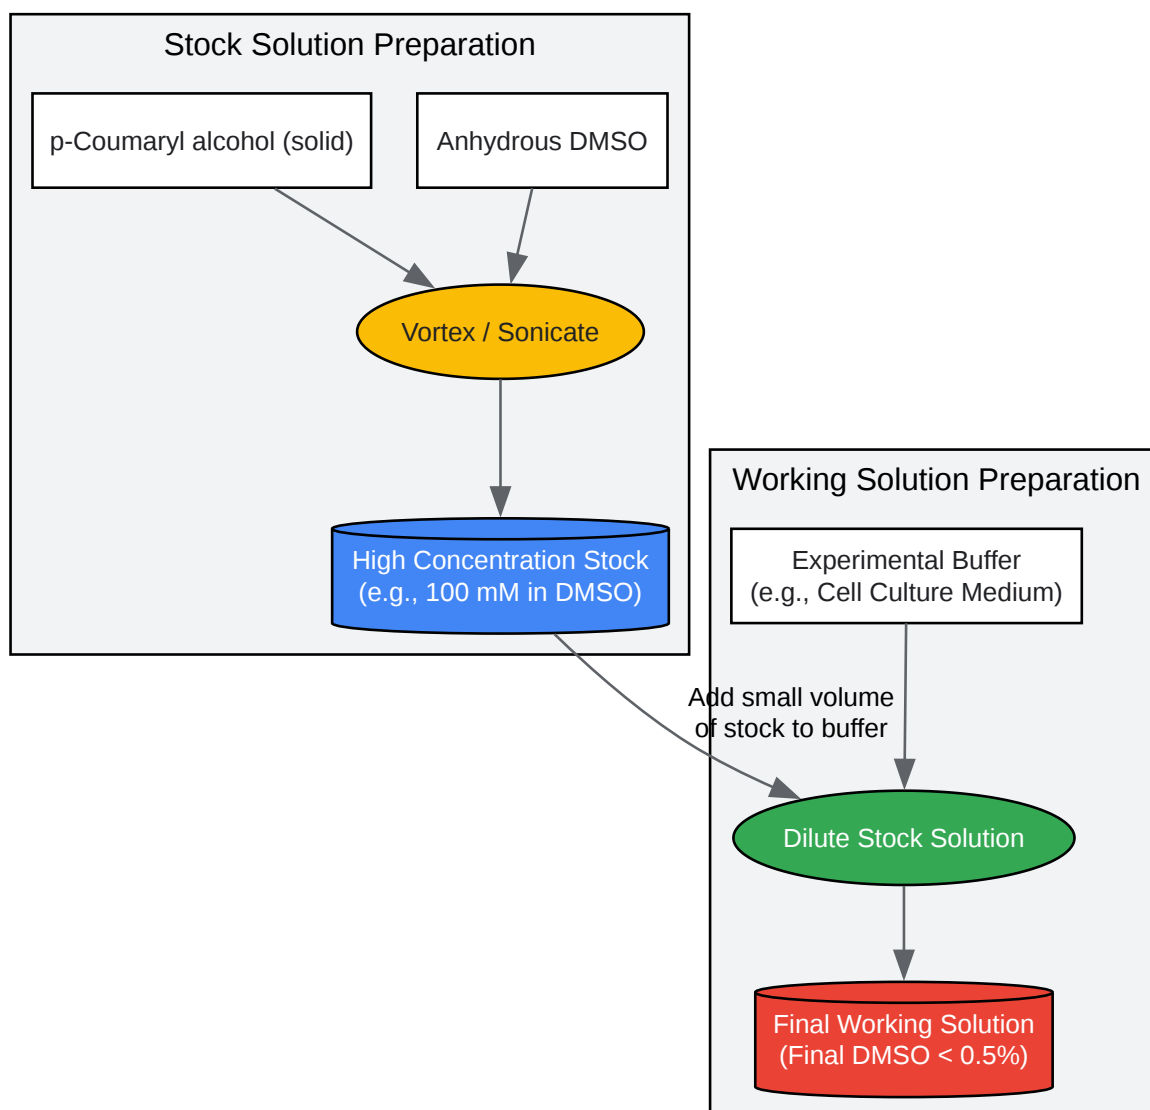 Stock Solution Preparation
p-Coumaryl alcohol (solid)
Anhydrous DMSO
Vortex / Sonicate
High Concentration Stock
(e.g., 100 mM in DMSO)
Working Solution Preparation
Experimental Buffer
(e.g., Cell Culture Medium)
Add small volume
of stock to buffer
Dilute Stock Solution
Final Working Solution
(Final DMSO < 0.5%)